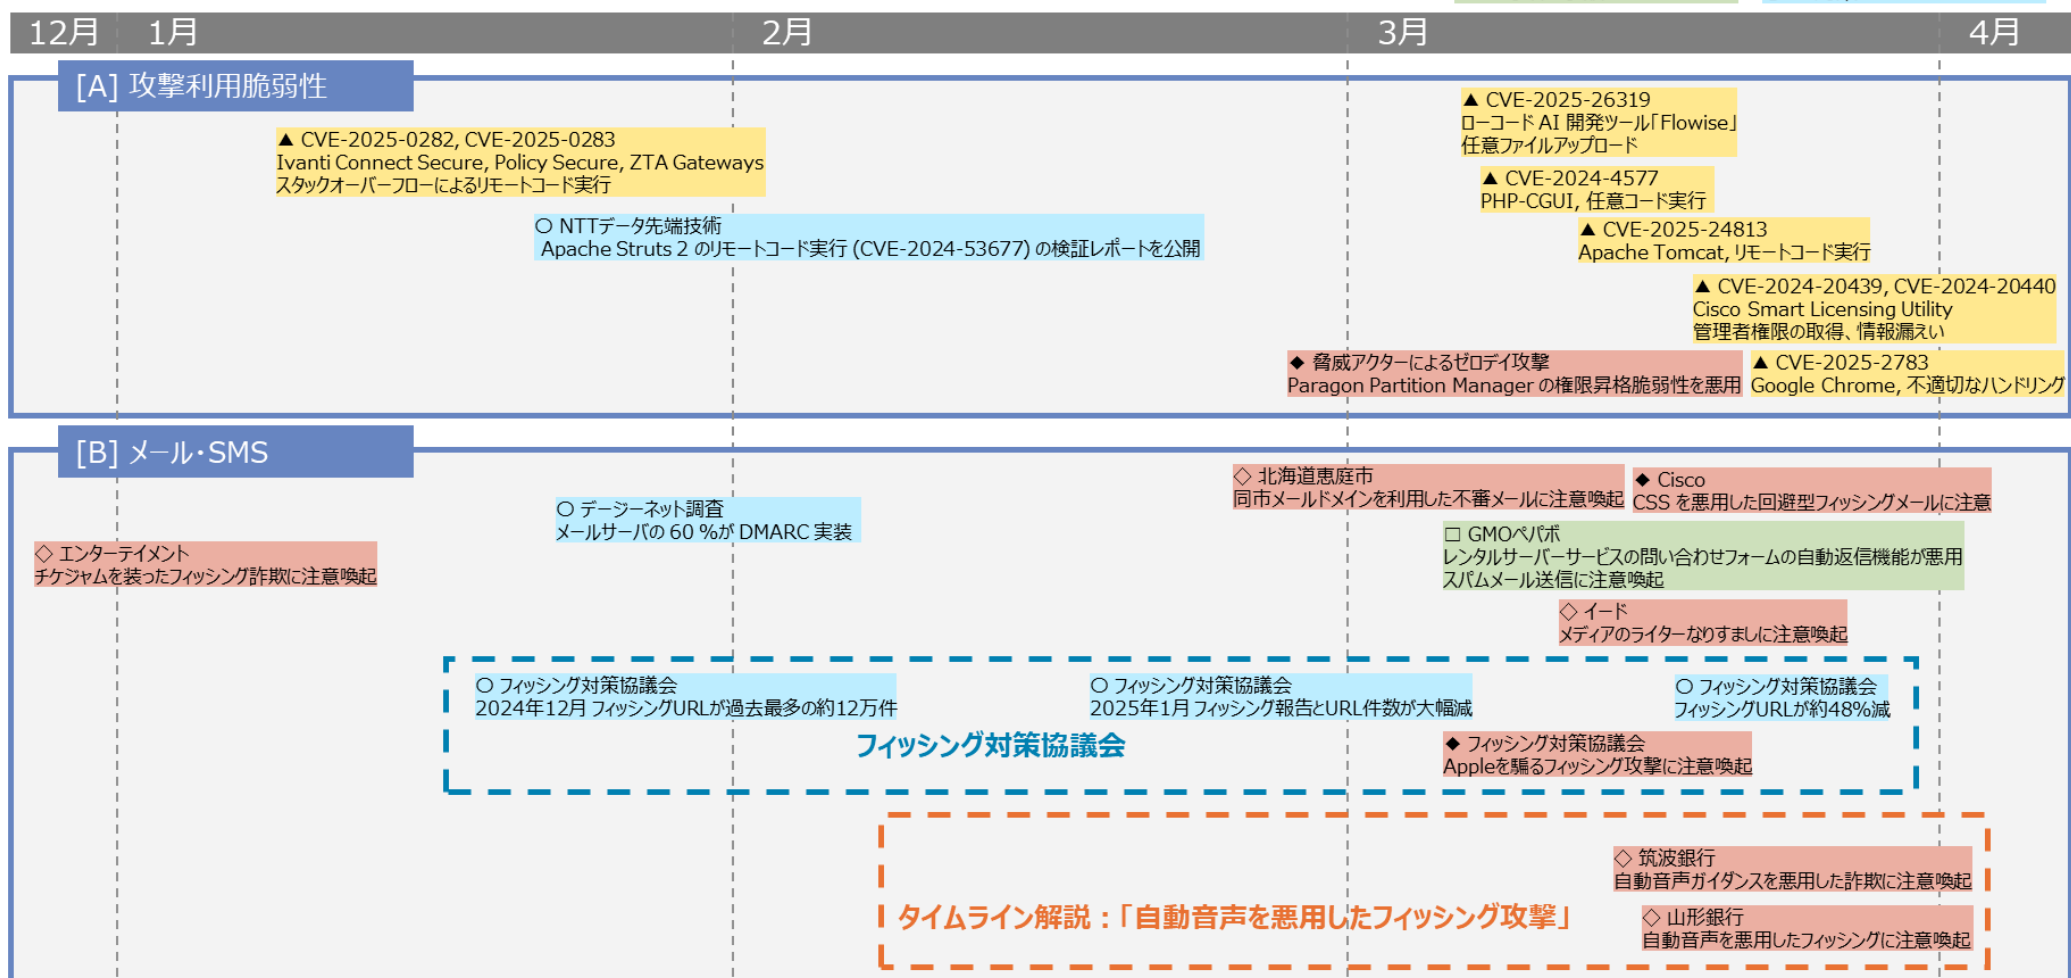 12月 1月 2月 3月 4月
[A] 攻撃利用脆弱性
▲ CVE-2025-0282, CVE-2025-0283
Ivanti Connect Secure, Policy Secure, ZTA Gateways
スタックオーバーフローによるリモートコード実行
○ NTTデータ先端技術
Apache Struts 2 のリモートコード実行 (CVE-2024-53677) の検証レポートを公開
▲ CVE-2025-26319
ローコード AI 開発ツール「Flowise」
任意ファイルアップロード
▲ CVE-2024-4577
PHP-CGUI, 任意コード実行
▲ CVE-2025-24813
Apache Tomcat, リモートコード実行
▲ CVE-2024-20439, CVE-2024-20440
Cisco Smart Licensing Utility
管理者権限の取得、情報漏えい
◆ 脅威アクターによるゼロデイ攻撃
Paragon Partition Manager の権限昇格脆弱性を悪用
▲ CVE-2025-2783
Google Chrome, 不適切なハンドリング
[B] メール・SMS
◇ エンターテイメント
チケジャムを装ったフィッシング詐欺に注意喚起
○ デージーネット調査
メールサーバの 60 %が DMARC 実装
◇ 北海道恵庭市
同市メールドメインを利用した不審メールに注意喚起
◆ Cisco
CSS を悪用した回避型フィッシングメールに注意
□ GMOペパボ
レンタルサーバーサービスの問い合わせフォームの自動返信機能が悪用
スパムメール送信に注意喚起
◇ イード
メディアのライターなりすましに注意喚起
○ フィッシング対策協議会
2024年12月 フィッシングURLが過去最多の約12万件
○ フィッシング対策協議会
2025年1月 フィッシング報告とURL件数が大幅減
○ フィッシング対策協議会
フィッシングURLが約48%減
フィッシング対策協議会
◆ フィッシング対策協議会
Appleを騙るフィッシング攻撃に注意喚起
◇ 筑波銀行
自動音声ガイダンスを悪用した詐欺に注意喚起
タイムライン解説：「自動音声を悪用したフィッシング攻撃」
◇ 山形銀行
自動音声を悪用したフィッシングに注意喚起